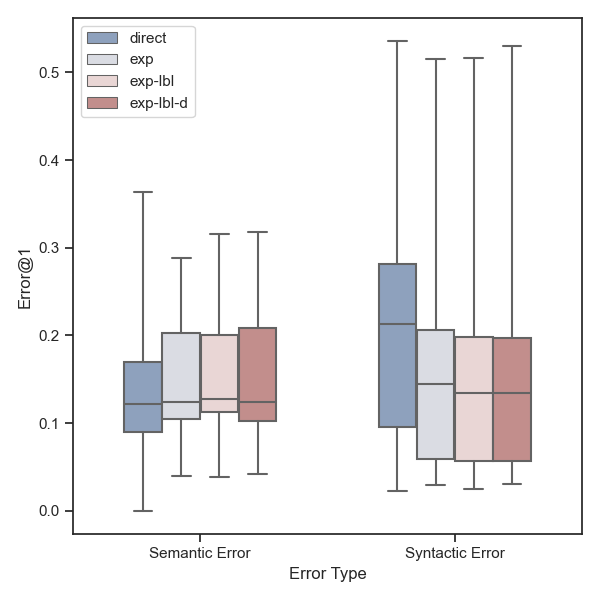 direct
exp
exp-lbl
exp-lbl-d
Error@1
0.5
0.4
0.3
0.2
0.1
0.0
Semantic Error
Syntactic Error
Error Type